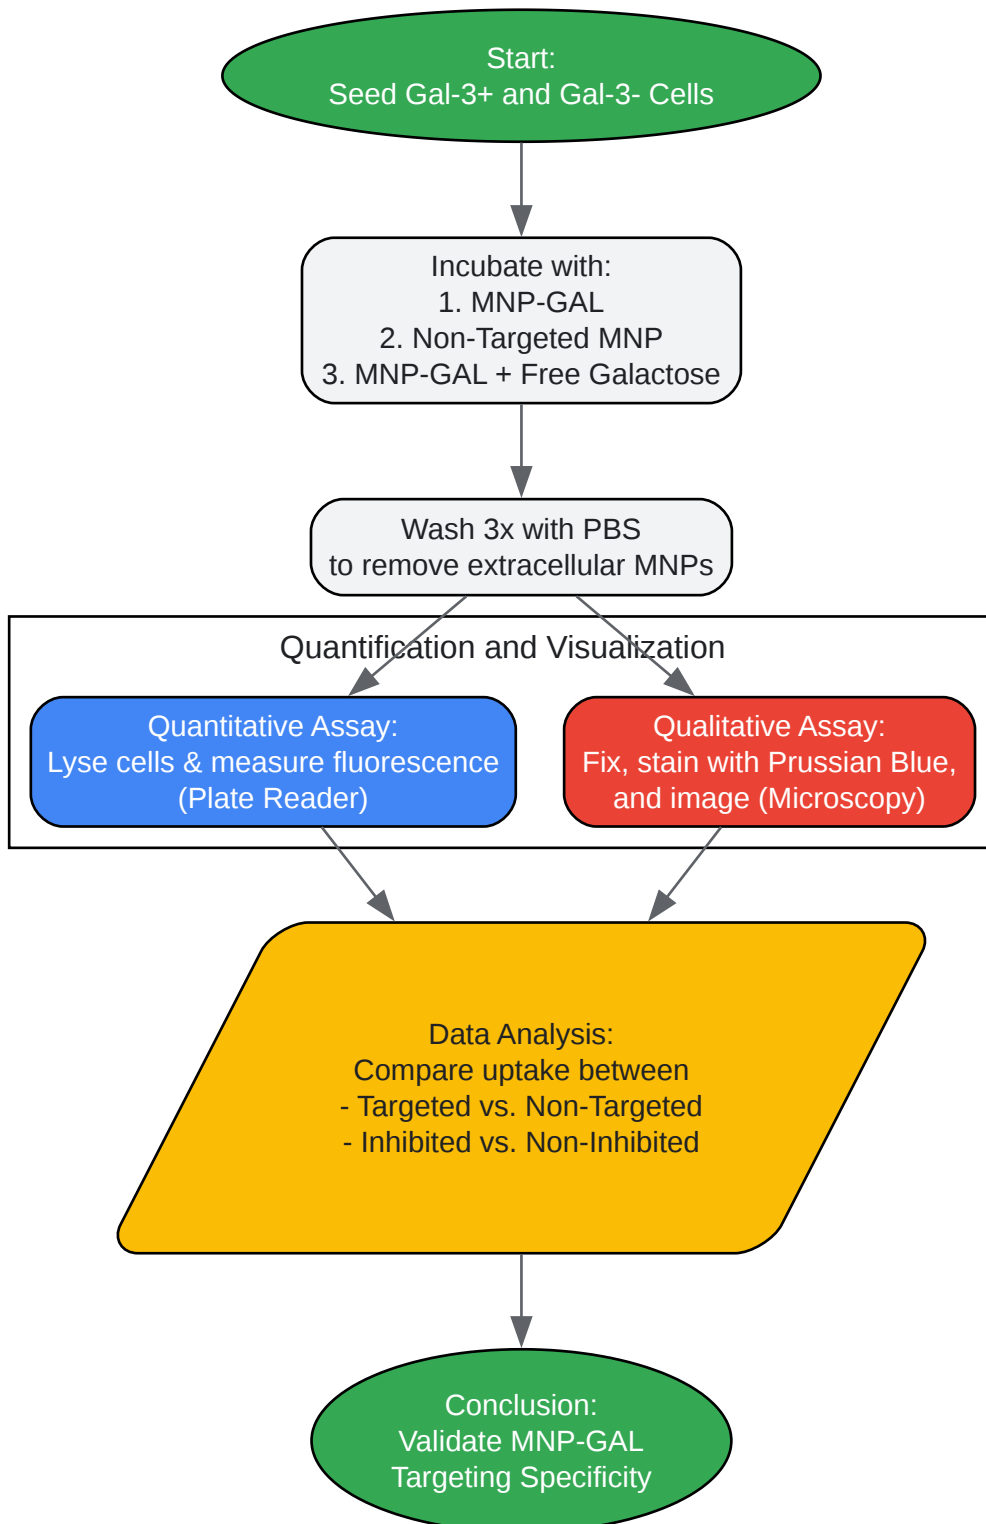 Start:
Seed Gal-3+ and Gal-3- Cells
Incubate with:
1. MNP-GAL
2. Non-Targeted MNP
3. MNP-GAL + Free Galactose
Wash 3x with PBS
to remove extracellular MNPs
Quantification and Visualization
Quantitative Assay:
Lyse cells & measure fluorescence
(Plate Reader)
Qualitative Assay:
Fix, stain with Prussian Blue,
and image (Microscopy)
Data Analysis:
Compare uptake between
- Targeted vs. Non-Targeted
- Inhibited vs. Non-Inhibited
Conclusion:
Validate MNP-GAL
Targeting Specificity